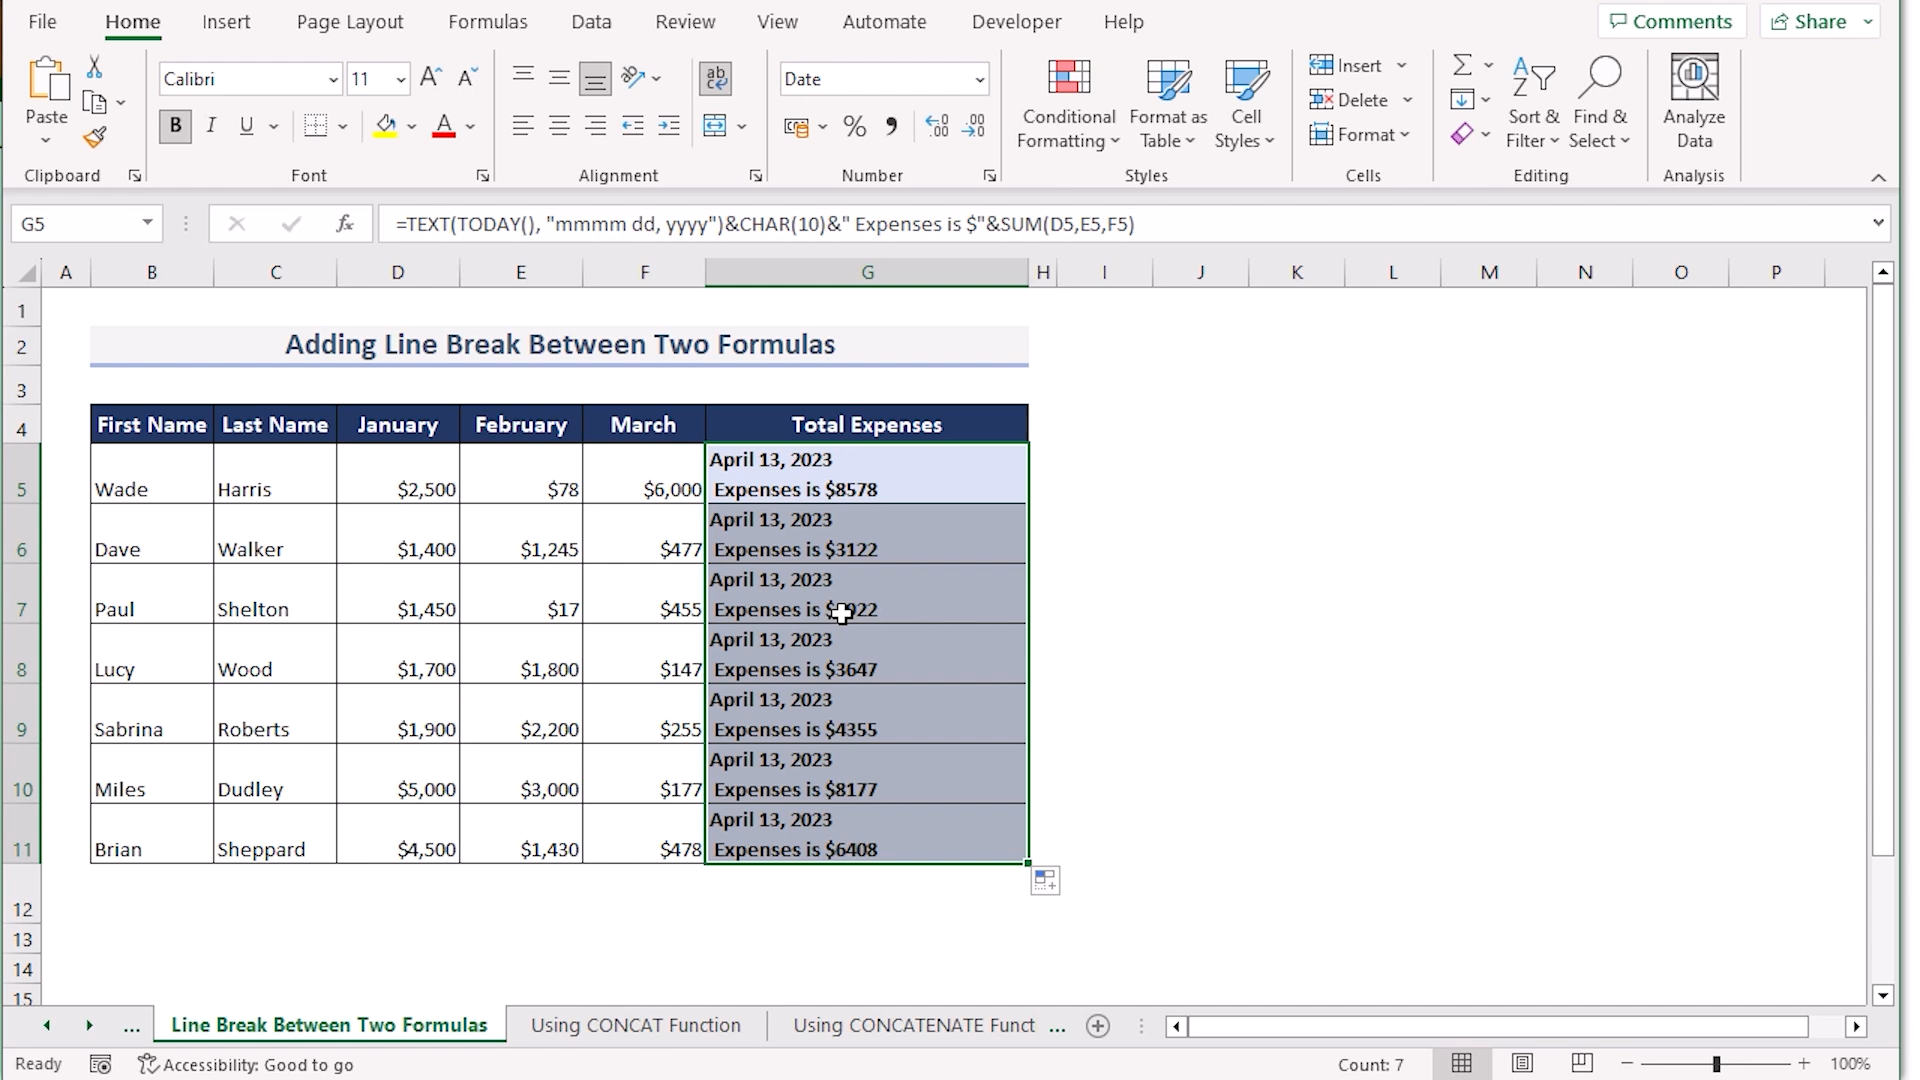 File Home Insert Page Layout Formulas Data Review View Automate Developer Help Comments Share
Paste
Clipboard
Calibri 11
B I U
Font
Alignment
Date
Number
Conditional Formatting
Format as Table
Cell Styles
Styles
Insert
Delete
Format
Cells
Sort & Filter
Find & Select
Editing
Analyze Data
Analysis
G5 =TEXT(TODAY(), "mmmm dd, yyyy")&CHAR(10)&" Expenses is $"&SUM(D5,E5,F5)
A B C D E F G H I J K L M N O P
1
2 Adding Line Break Between Two Formulas
3
4 First Name Last Name January February March Total Expenses
April 13, 2023
5 Wade Harris $2,500 $78 $6,000 Expenses is $8578
April 13, 2023
6 Dave Walker $1,400 $1,245 $477 Expenses is $3122
April 13, 2023
7 Paul Shelton $1,450 $17 $455 Expenses is
April 13, 2023
8 Lucy Wood $1,700 $1,800 $147 Expenses is $3647
April 13, 2023
9 Sabrina Roberts $1,900 $2,200 $255 Expenses is $4355
April 13, 2023
10 Miles Dudley $5,000 $3,000 $177 Expenses is $8177
April 13, 2023
11 Brian Sheppard $4,500 $1,430 $478 Expenses is $6408
12
13
14
15
... Line Break Between Two Formulas Using CONCAT Function Using CONCATENATE Funct ...
Ready Accessibility: Good to go Count: 7 100%